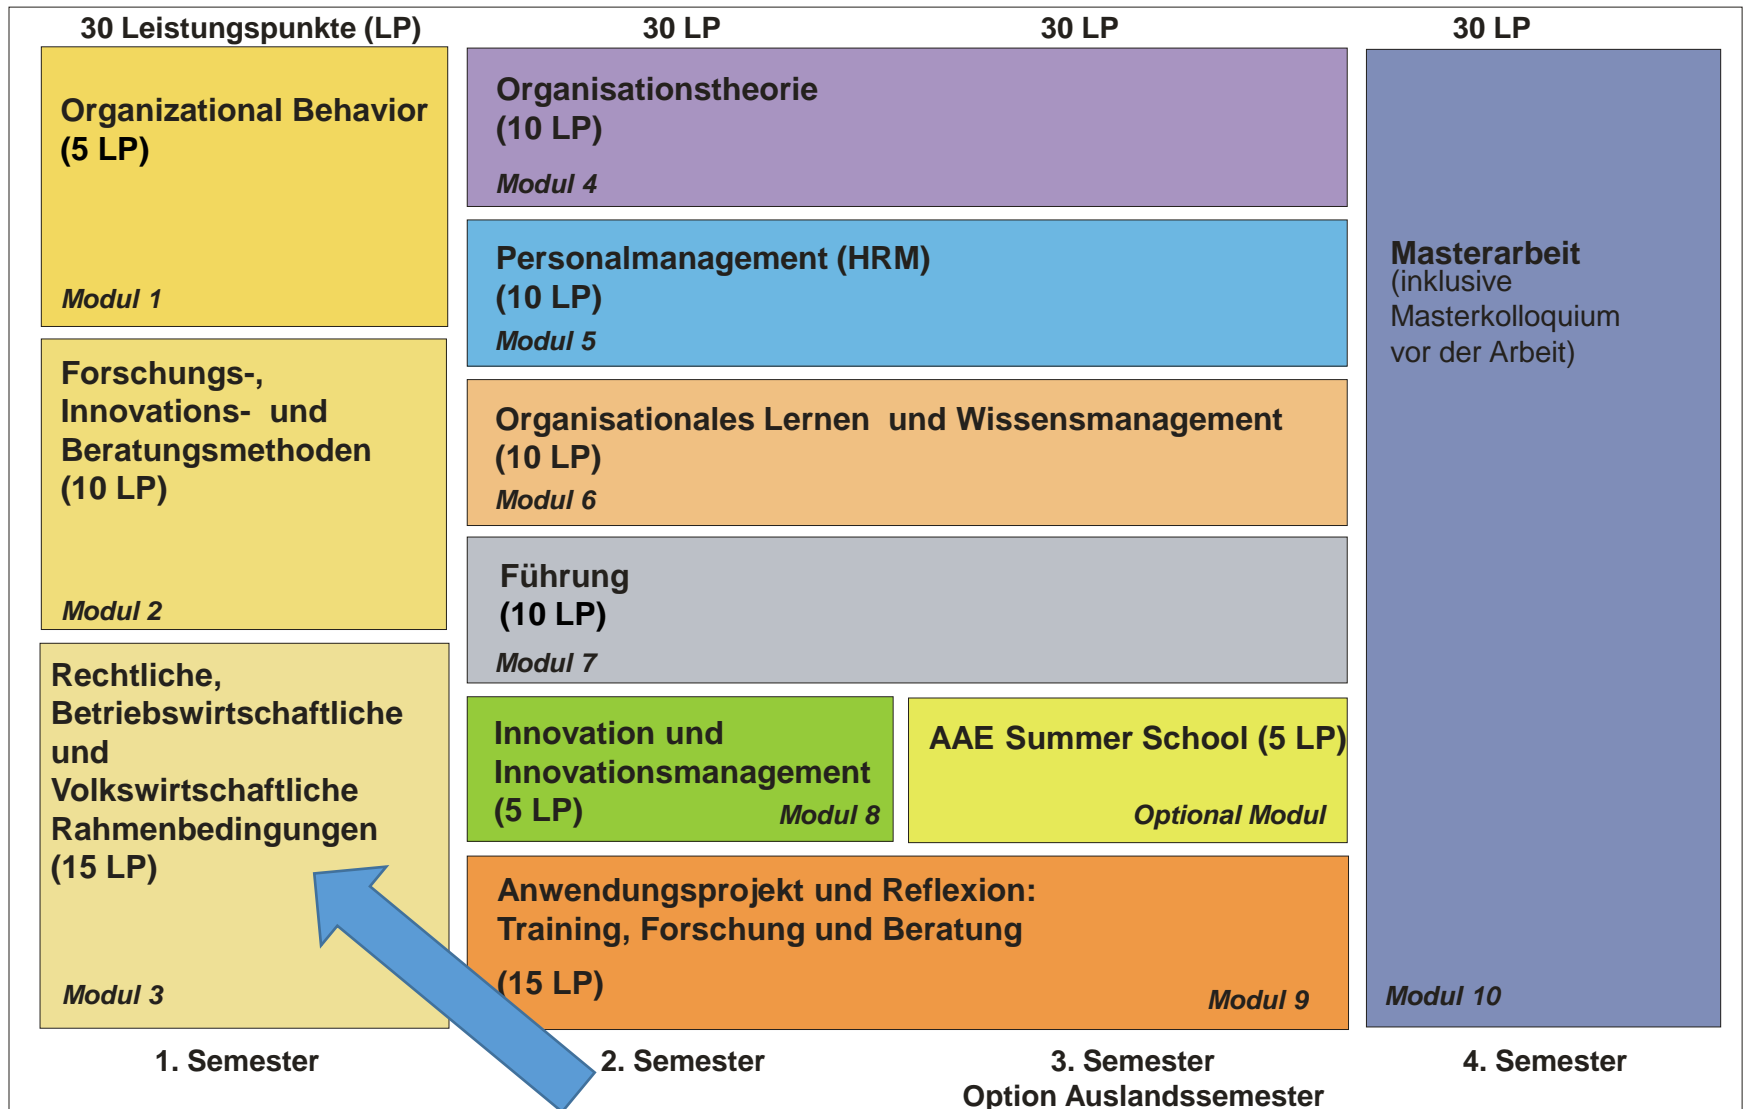 30 Leistungspunkte (LP)
30 LP
30 LP
30 LP
Organizational Behavior
(5 LP)
Modul 1
Forschungs-,
Innovations- und
Beratungsmethoden
(10 LP)
Modul 2
Rechtliche,
Betriebswirtschaftliche
und
Volkswirtschaftliche
Rahmenbedingungen
(15 LP)
Modul 3
Organisationstheorie
(10 LP)
Modul 4
Personalmanagement (HRM)
(10 LP)
Modul 5
Organisationales Lernen und Wissensmanagement
(10 LP)
Modul 6
Führung
(10 LP)
Modul 7
Innovation und
Innovationsmanagement
(5 LP)
Modul 8
AAE Summer School (5 LP)
Optional Modul
Anwendungsprojekt und Reflexion:
Training, Forschung und Beratung
(15 LP)
Modul 9
Masterarbeit
(inklusive
Masterkolloquium
vor der Arbeit)
Modul 10
1. Semester
2. Semester
3. Semester
Option Auslandssemester
4. Semester